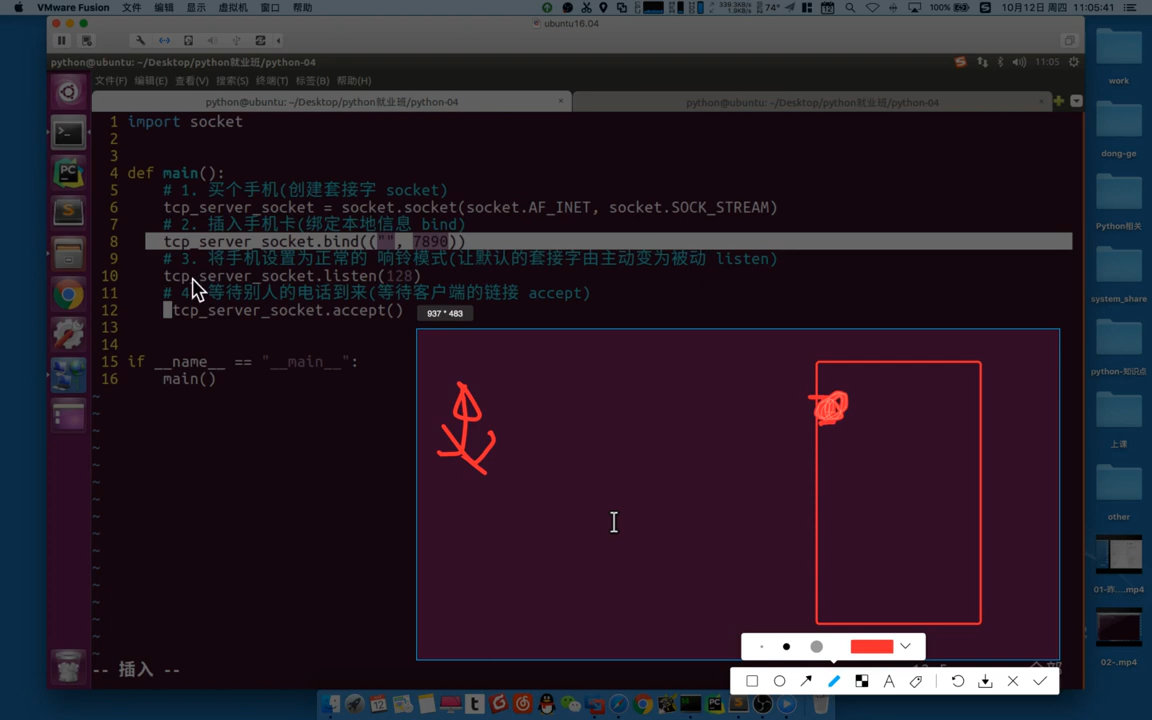 VMware Fusion 文件 编辑 显示 虚拟机 窗口 帮助 74° 100% 10月12日 周四 11:05:41
ubuntu16.04
python@ubuntu: ~/Desktop/python就业班/python-04 11:05
文件(F) 编辑(E) 查看(V) 搜索(S) 终端(T) 标签(B) 帮助(H)
python@ubuntu: ~/Desktop/python就业班/python-04 × python@ubuntu: ~/Desktop/python就业班/python-04 ×
1 import socket
2
3
4 def main():
5 # 1. 买个手机(创建套接字 socket)
6 tcp_server_socket = socket.socket(socket.AF_INET, socket.SOCK_STREAM)
7 # 2. 插入手机卡(绑定本地信息 bind)
8 tcp_server_socket.bind(("", 7890))
9 # 3. 将手机设置为正常的 响铃模式(让默认的套接字由主动变为被动 listen)
10 tcp_server_socket.listen(128)
11 # 4. 等待别人的电话到来(等待客户端的链接 accept)
12 tcp_server_socket.accept()
13
14
15 if __name__ == "__main__":
16 main()
937 * 483
-- 插入 --
work
dong-ge
Python相关
system_share
python-知识点
上课
other
02-.mp4